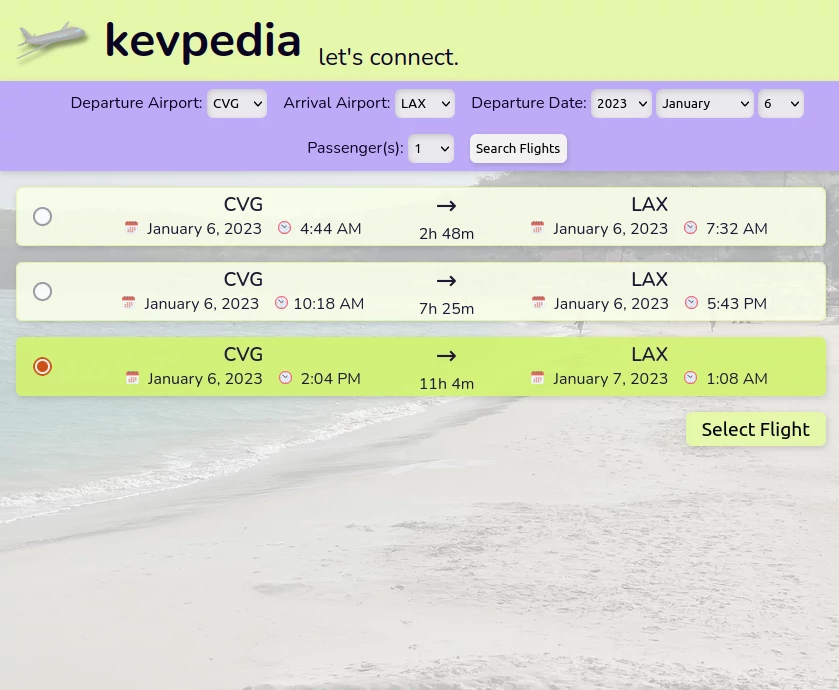 kevpedia let's connect.
Departure Airport: CVG Arrival Airport: LAX Departure Date: 2023 January 6
Passenger(s): 1 Search Flights
CVG → LAX
January 6, 2023 4:44 AM 2h 48m January 6, 2023 7:32 AM
CVG → LAX
January 6, 2023 10:18 AM 7h 25m January 6, 2023 5:43 PM
CVG → LAX
January 6, 2023 2:04 PM 11h 4m January 7, 2023 1:08 AM
Select Flight